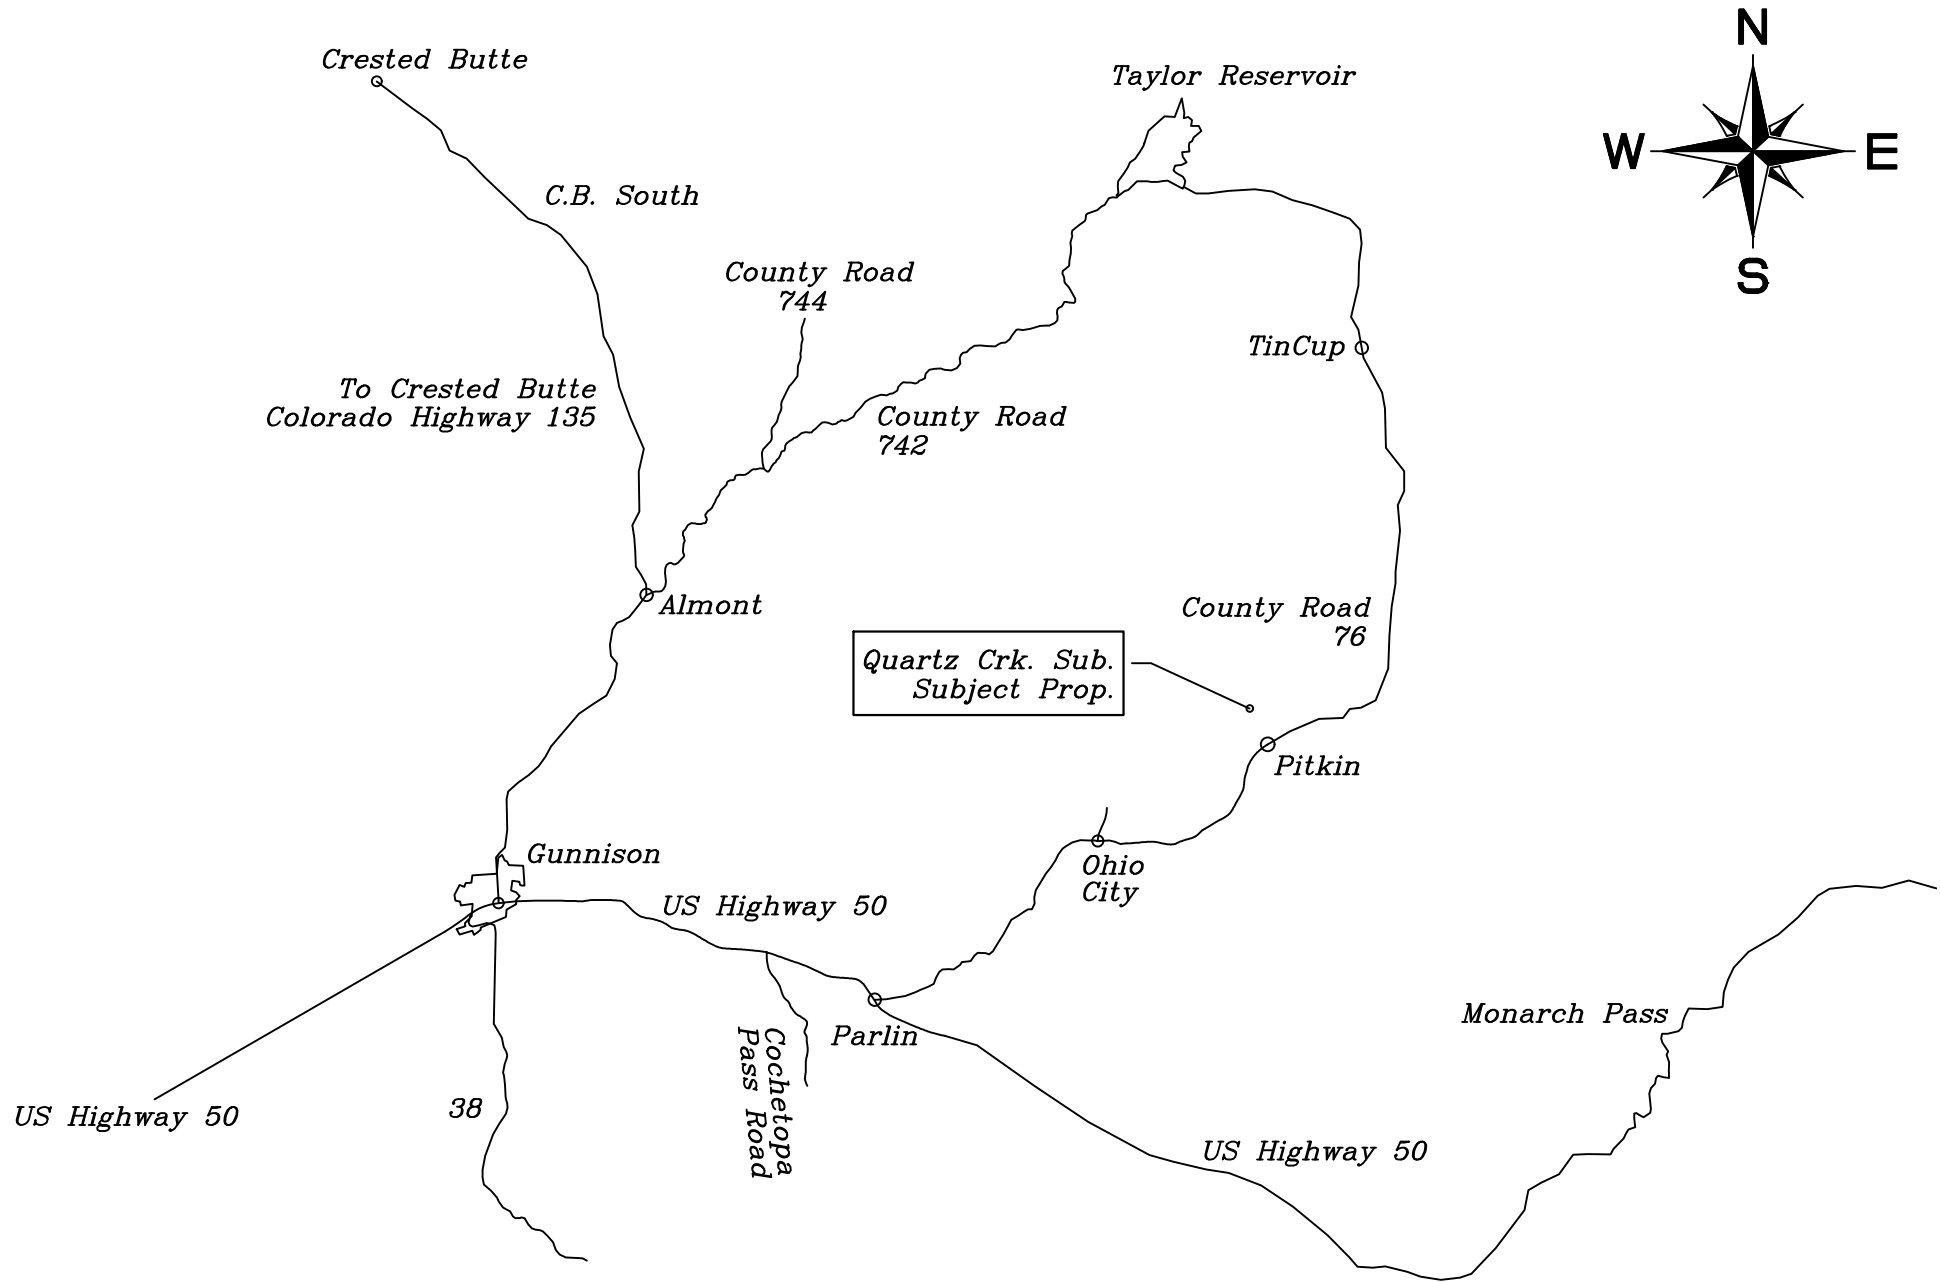 N
Crested Butte
Taylor Reservoir
W
E
C.B. South
County Road
744
S
TinCup
To Crested Butte
Colorado Highway 135
County Road
742
Almont
County Road
76
Quartz Crk. Sub.
Subject Prop.
Pitkin
Gunnison
Ohio
City
US Highway 50
Monarch Pass
Parlin
Cochetopa
Pass Road
US Highway 50
38
US Highway 50